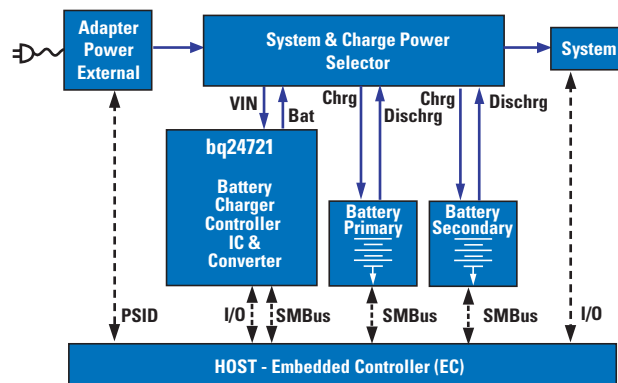 Adapter
Power
External
System & Charge Power
Selector
System
VIN
Bat
Chrg
Dischrg
Chrg
Dischrg
bq24721
Battery
Charger
Controller
IC &
Converter
Battery
Primary
Battery
Secondary
PSID
I/O
SMBus
SMBus
SMBus
I/O
HOST - Embedded Controller (EC)